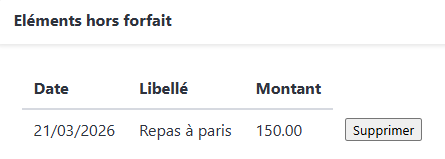 Eléments hors forfait
Date Libellé Montant
21/03/2026 Repas à paris 150.00 Supprimer